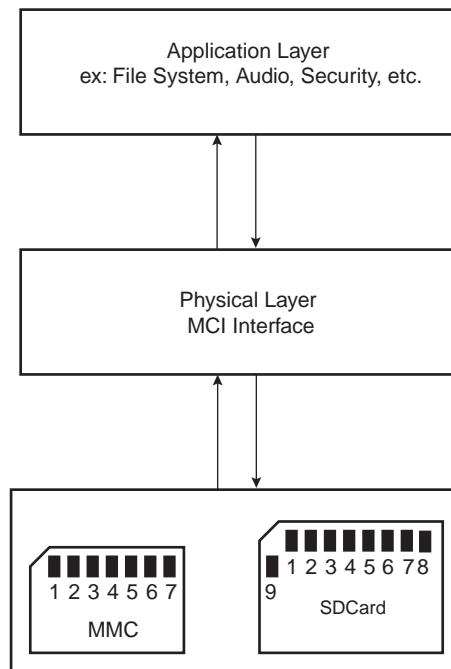 Application Layer
ex: File System, Audio, Security, etc.
Physical Layer
MCI Interface
1 2 3 4 5 6 7
MMC
1 2 3 4 5 6 7 8
9
SDCard